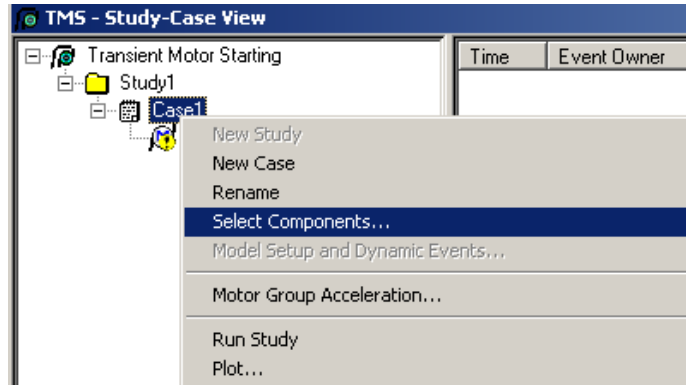 TMS - Study-Case View
Transient Motor Starting
Time Event Owner
Study1
Case1
New Study
New Case
Rename
Select Components...
Model Setup and Dynamic Events...
Motor Group Acceleration...
Run Study
Plot...